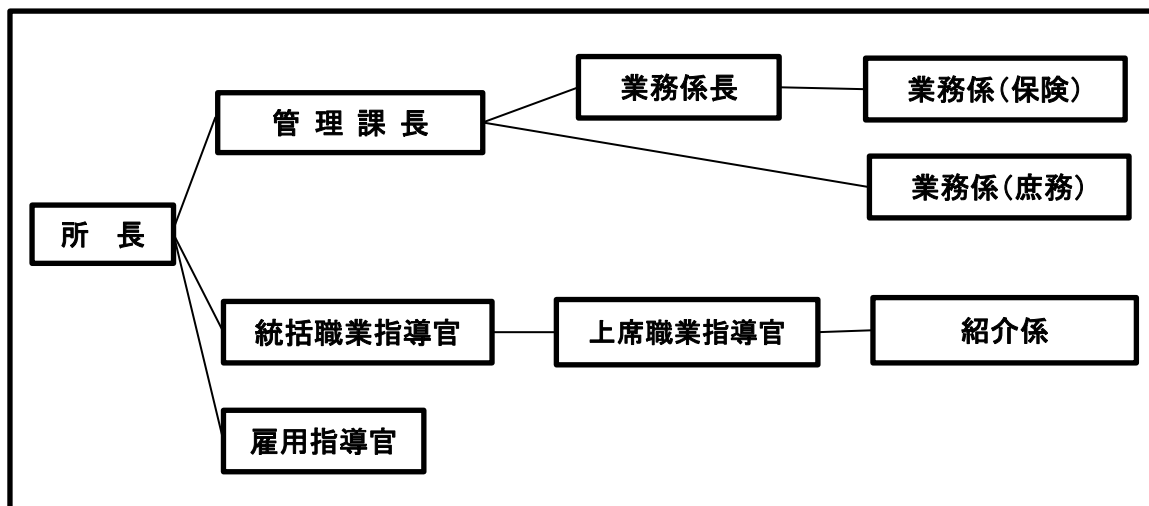 業務係長
業務係（保険）
管 理 課 長
業務係（庶務）
所　長
統括職業指導官
上席職業指導官
紹介係
雇用指導官